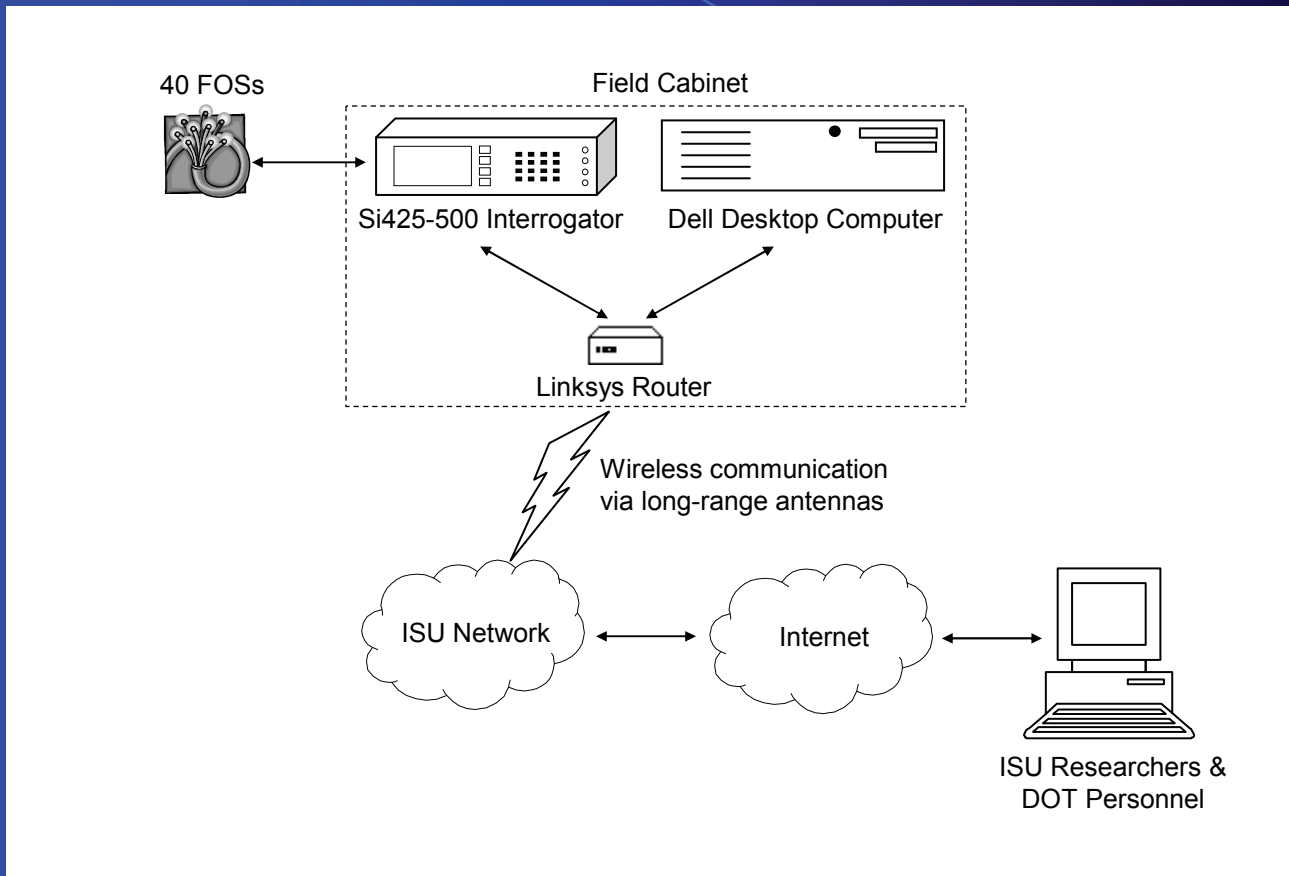 40 FOSs
Field Cabinet
Si425-500 Interrogator
Dell Desktop Computer
Linksys Router
Wireless communication
via long-range antennas
ISU Network
Internet
ISU Researchers &
DOT Personnel